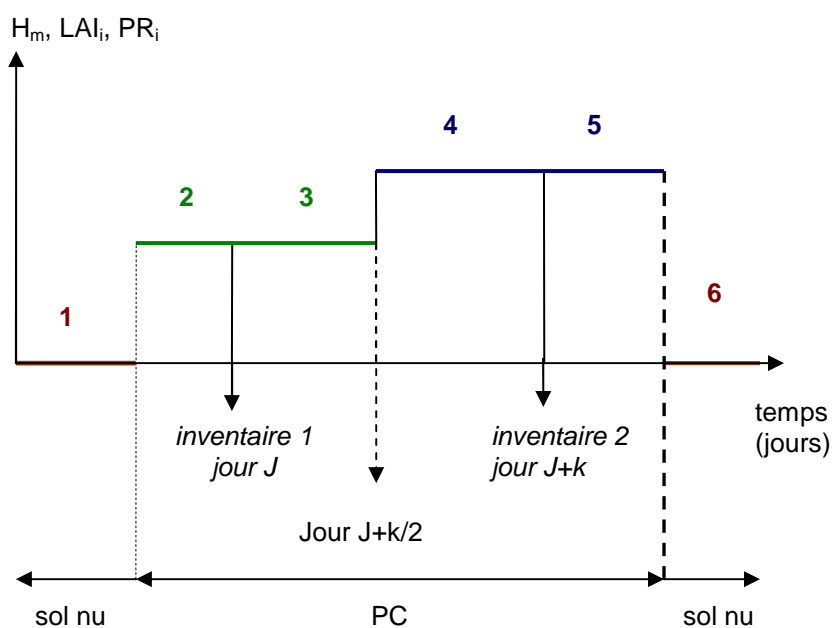 Hm, LAIi, PRi
4 5
2 3
6
1
temps
(jours)
inventaire 1
jour J
inventaire 2
jour J+k
Jour J+k/2
sol nu PC sol nu